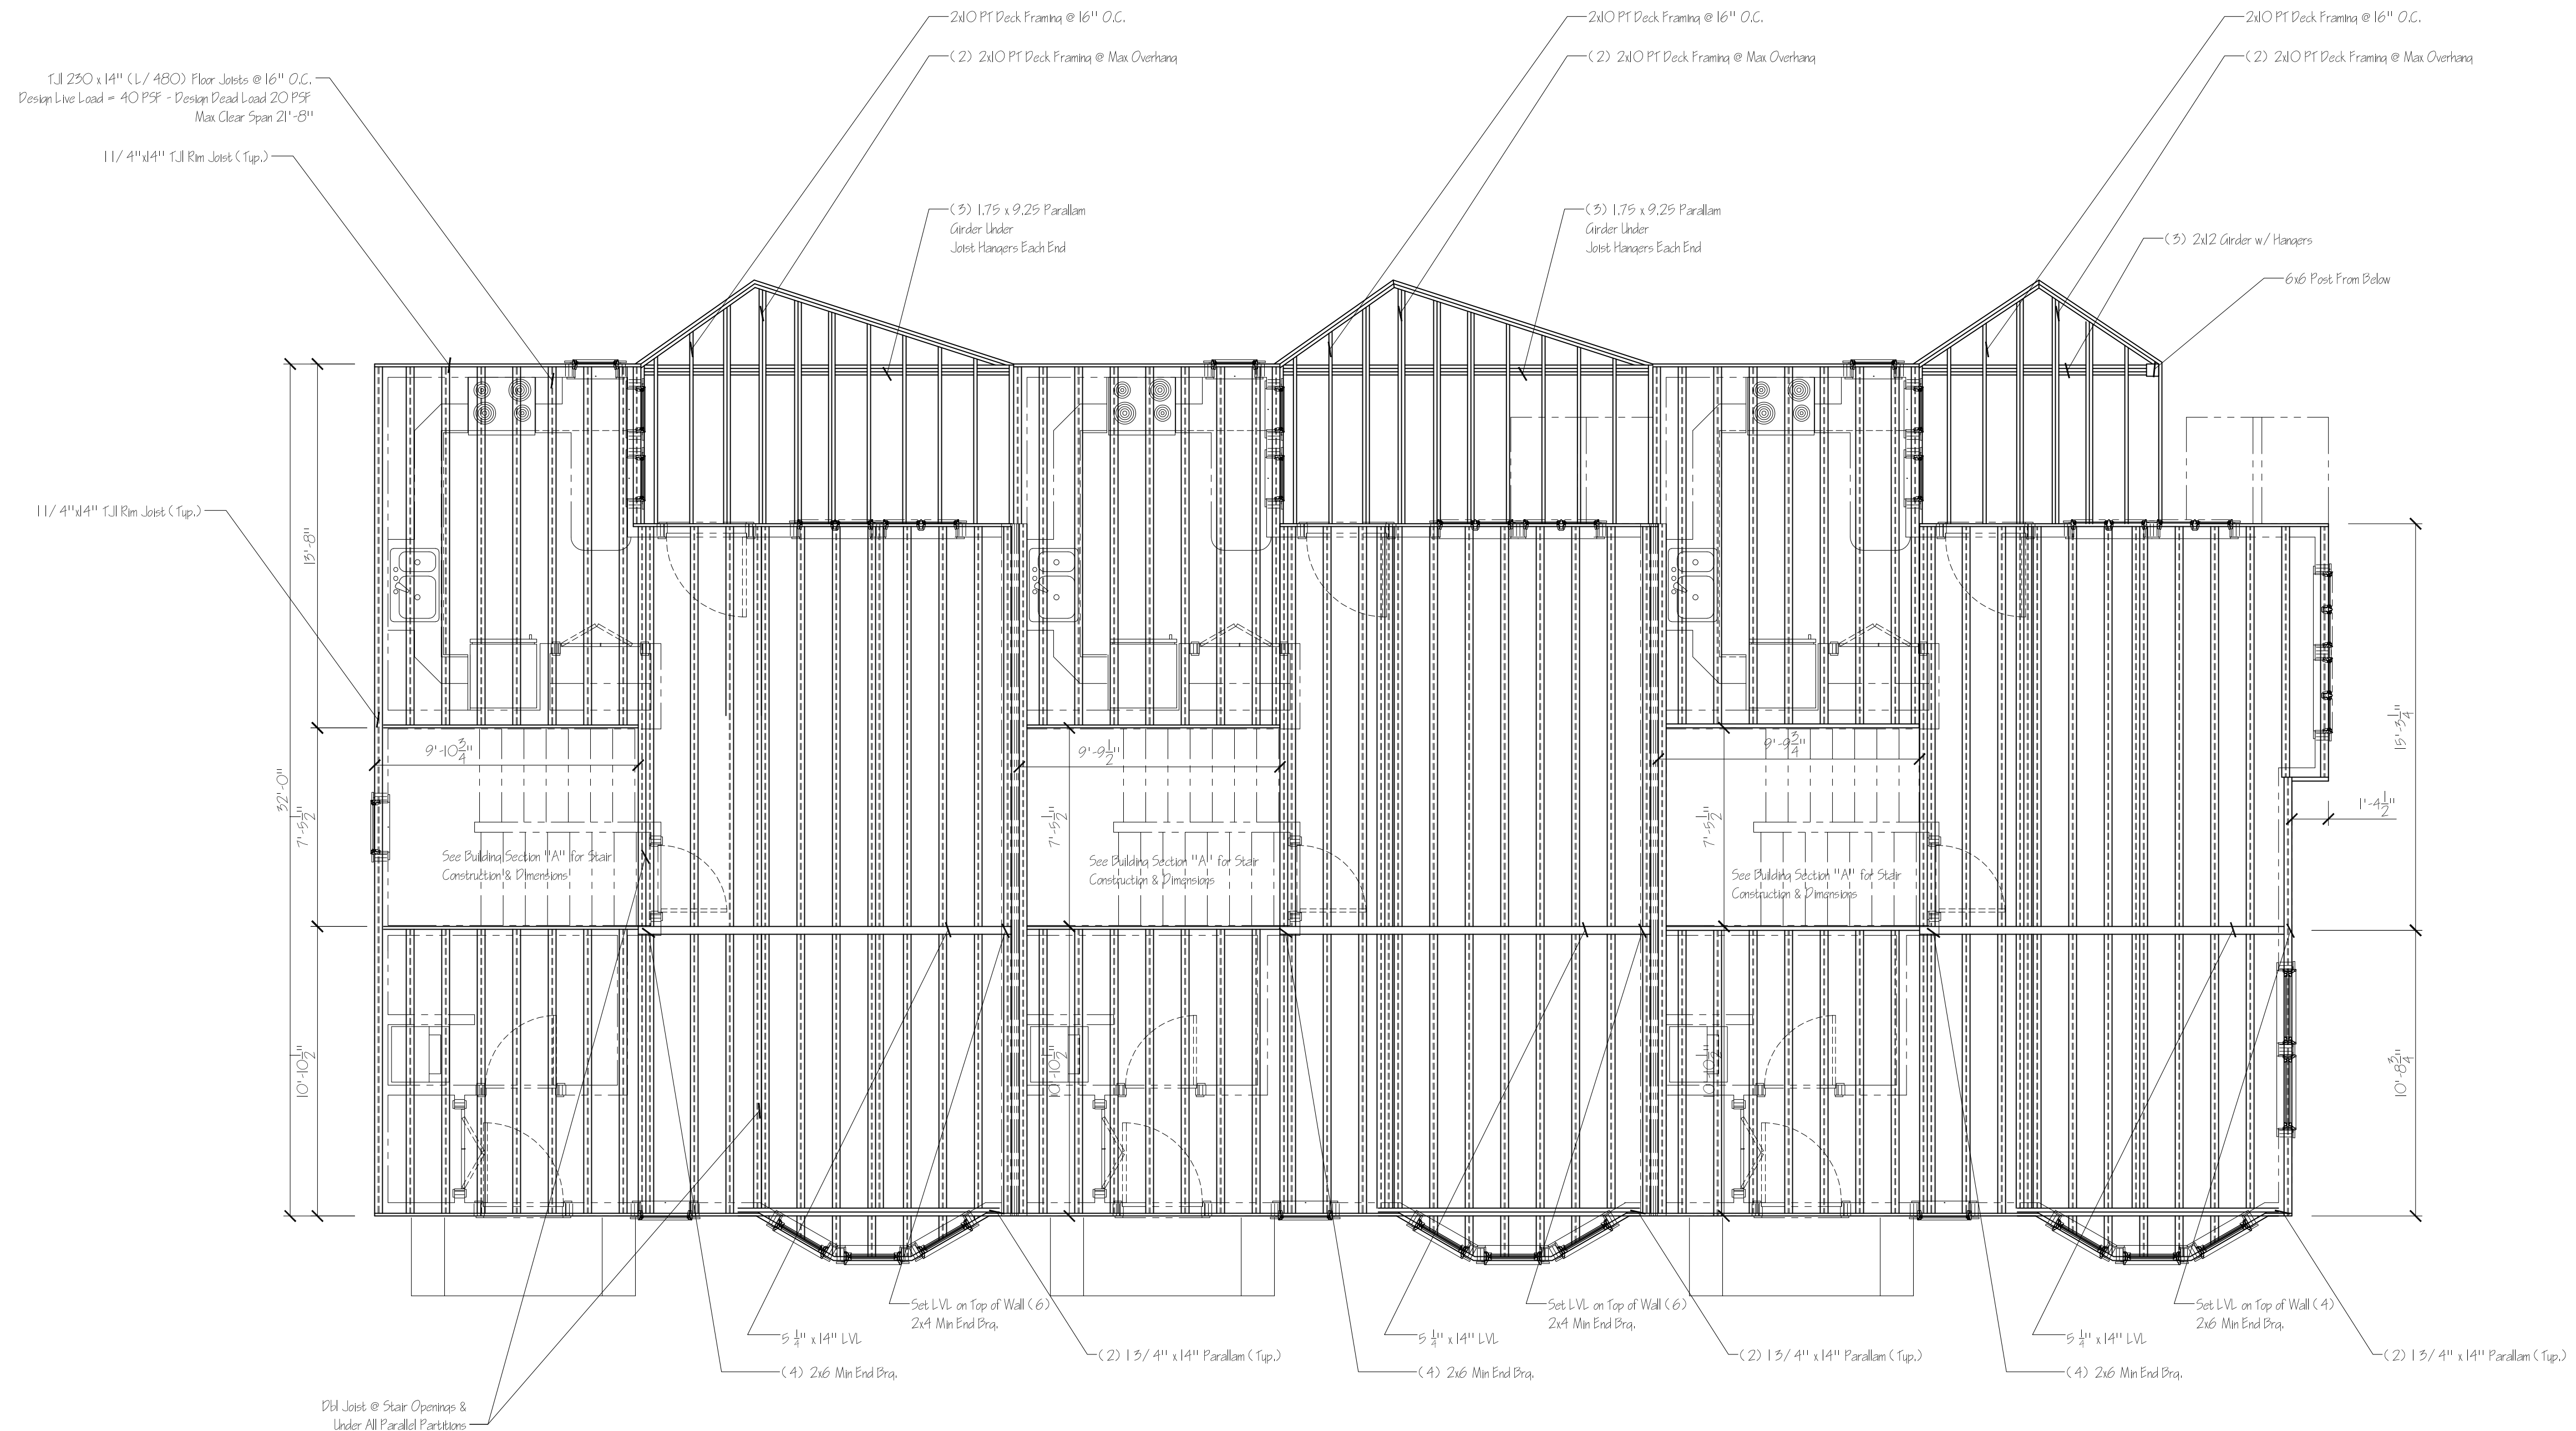 2x10 PT Deck Framing @ 16" O.C.
2x10 PT Deck Framing @ 16" O.C.
2x10 PT Deck Framing @ 16" O.C.
(2) 2x10 PT Deck Framing @ Max Overhang
(2) 2x10 PT Deck Framing @ Max Overhang
(2) 2x10 PT Deck Framing @ Max Overhang
TJI 230 x 14" (L/480) Floor Joists @ 16" O.C.
Design Live Load = 40 PSF - Design Dead Load 20 PSF
Max Clear Span 21'-8"
1 1/4"x14" TJI Rim Joist (Typ.)
(3) 1.75 x 9.25 Parallam
Girder Under
Joist Hangers Each End
(3) 1.75 x 9.25 Parallam
Girder Under
Joist Hangers Each End
(3) 2x12 Girder w/ Hangers
6x6 Post From Below
1 1/4"x14" TJI Rim Joist (Typ.)
13'-8"
32'-0"
7'-5 1/2"
10'-10 1/2"
9'-10 3/4"
9'-9 1/2"
9'-9 3/4"
7'-5 1/2"
7'-5 1/2"
15'-3 1/4"
1'-4 1/2"
See Building Section "A" for Stair
Construction & Dimensions
See Building Section "A" for Stair
Construction & Dimensions
See Building Section "A" for Stair
Construction & Dimensions
10'-10 1/2"
10'-10 1/2"
10'-8 3/4"
Set LVL on Top of Wall (6)
2x4 Min End Brg.
Set LVL on Top of Wall (6)
2x4 Min End Brg.
Set LVL on Top of Wall (4)
2x6 Min End Brg.
5 1/4" x 14" LVL
5 1/4" x 14" LVL
5 1/4" x 14" LVL
(2) 1 3/4" x 14" Parallam (Typ.)
(2) 1 3/4" x 14" Parallam (Typ.)
(2) 1 3/4" x 14" Parallam (Typ.)
(4) 2x6 Min End Brg.
(4) 2x6 Min End Brg.
(4) 2x6 Min End Brg.
Dbl Joist @ Stair Openings &
Under All Parallel Partitions